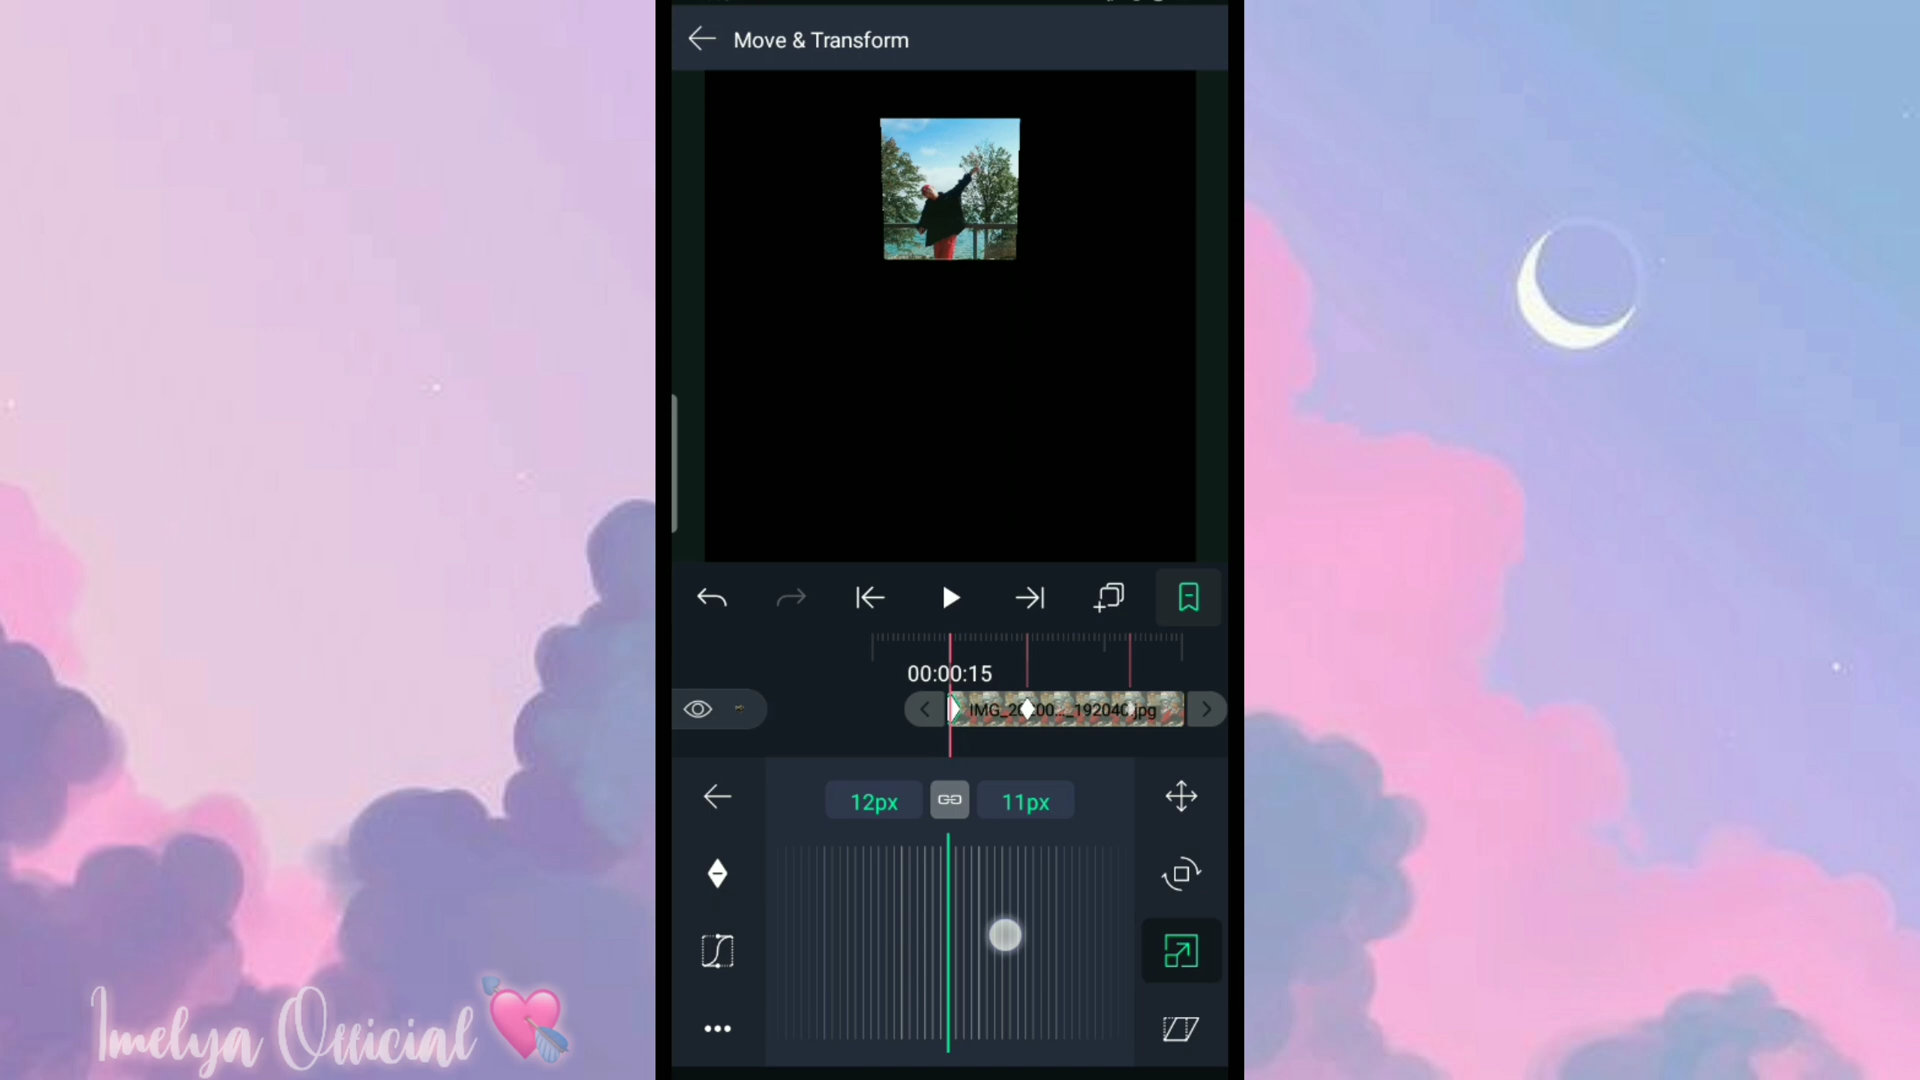 Move & Transform
00:00:15
IMG_20
00..._192040.jpg
12px
11px
Imelya Official